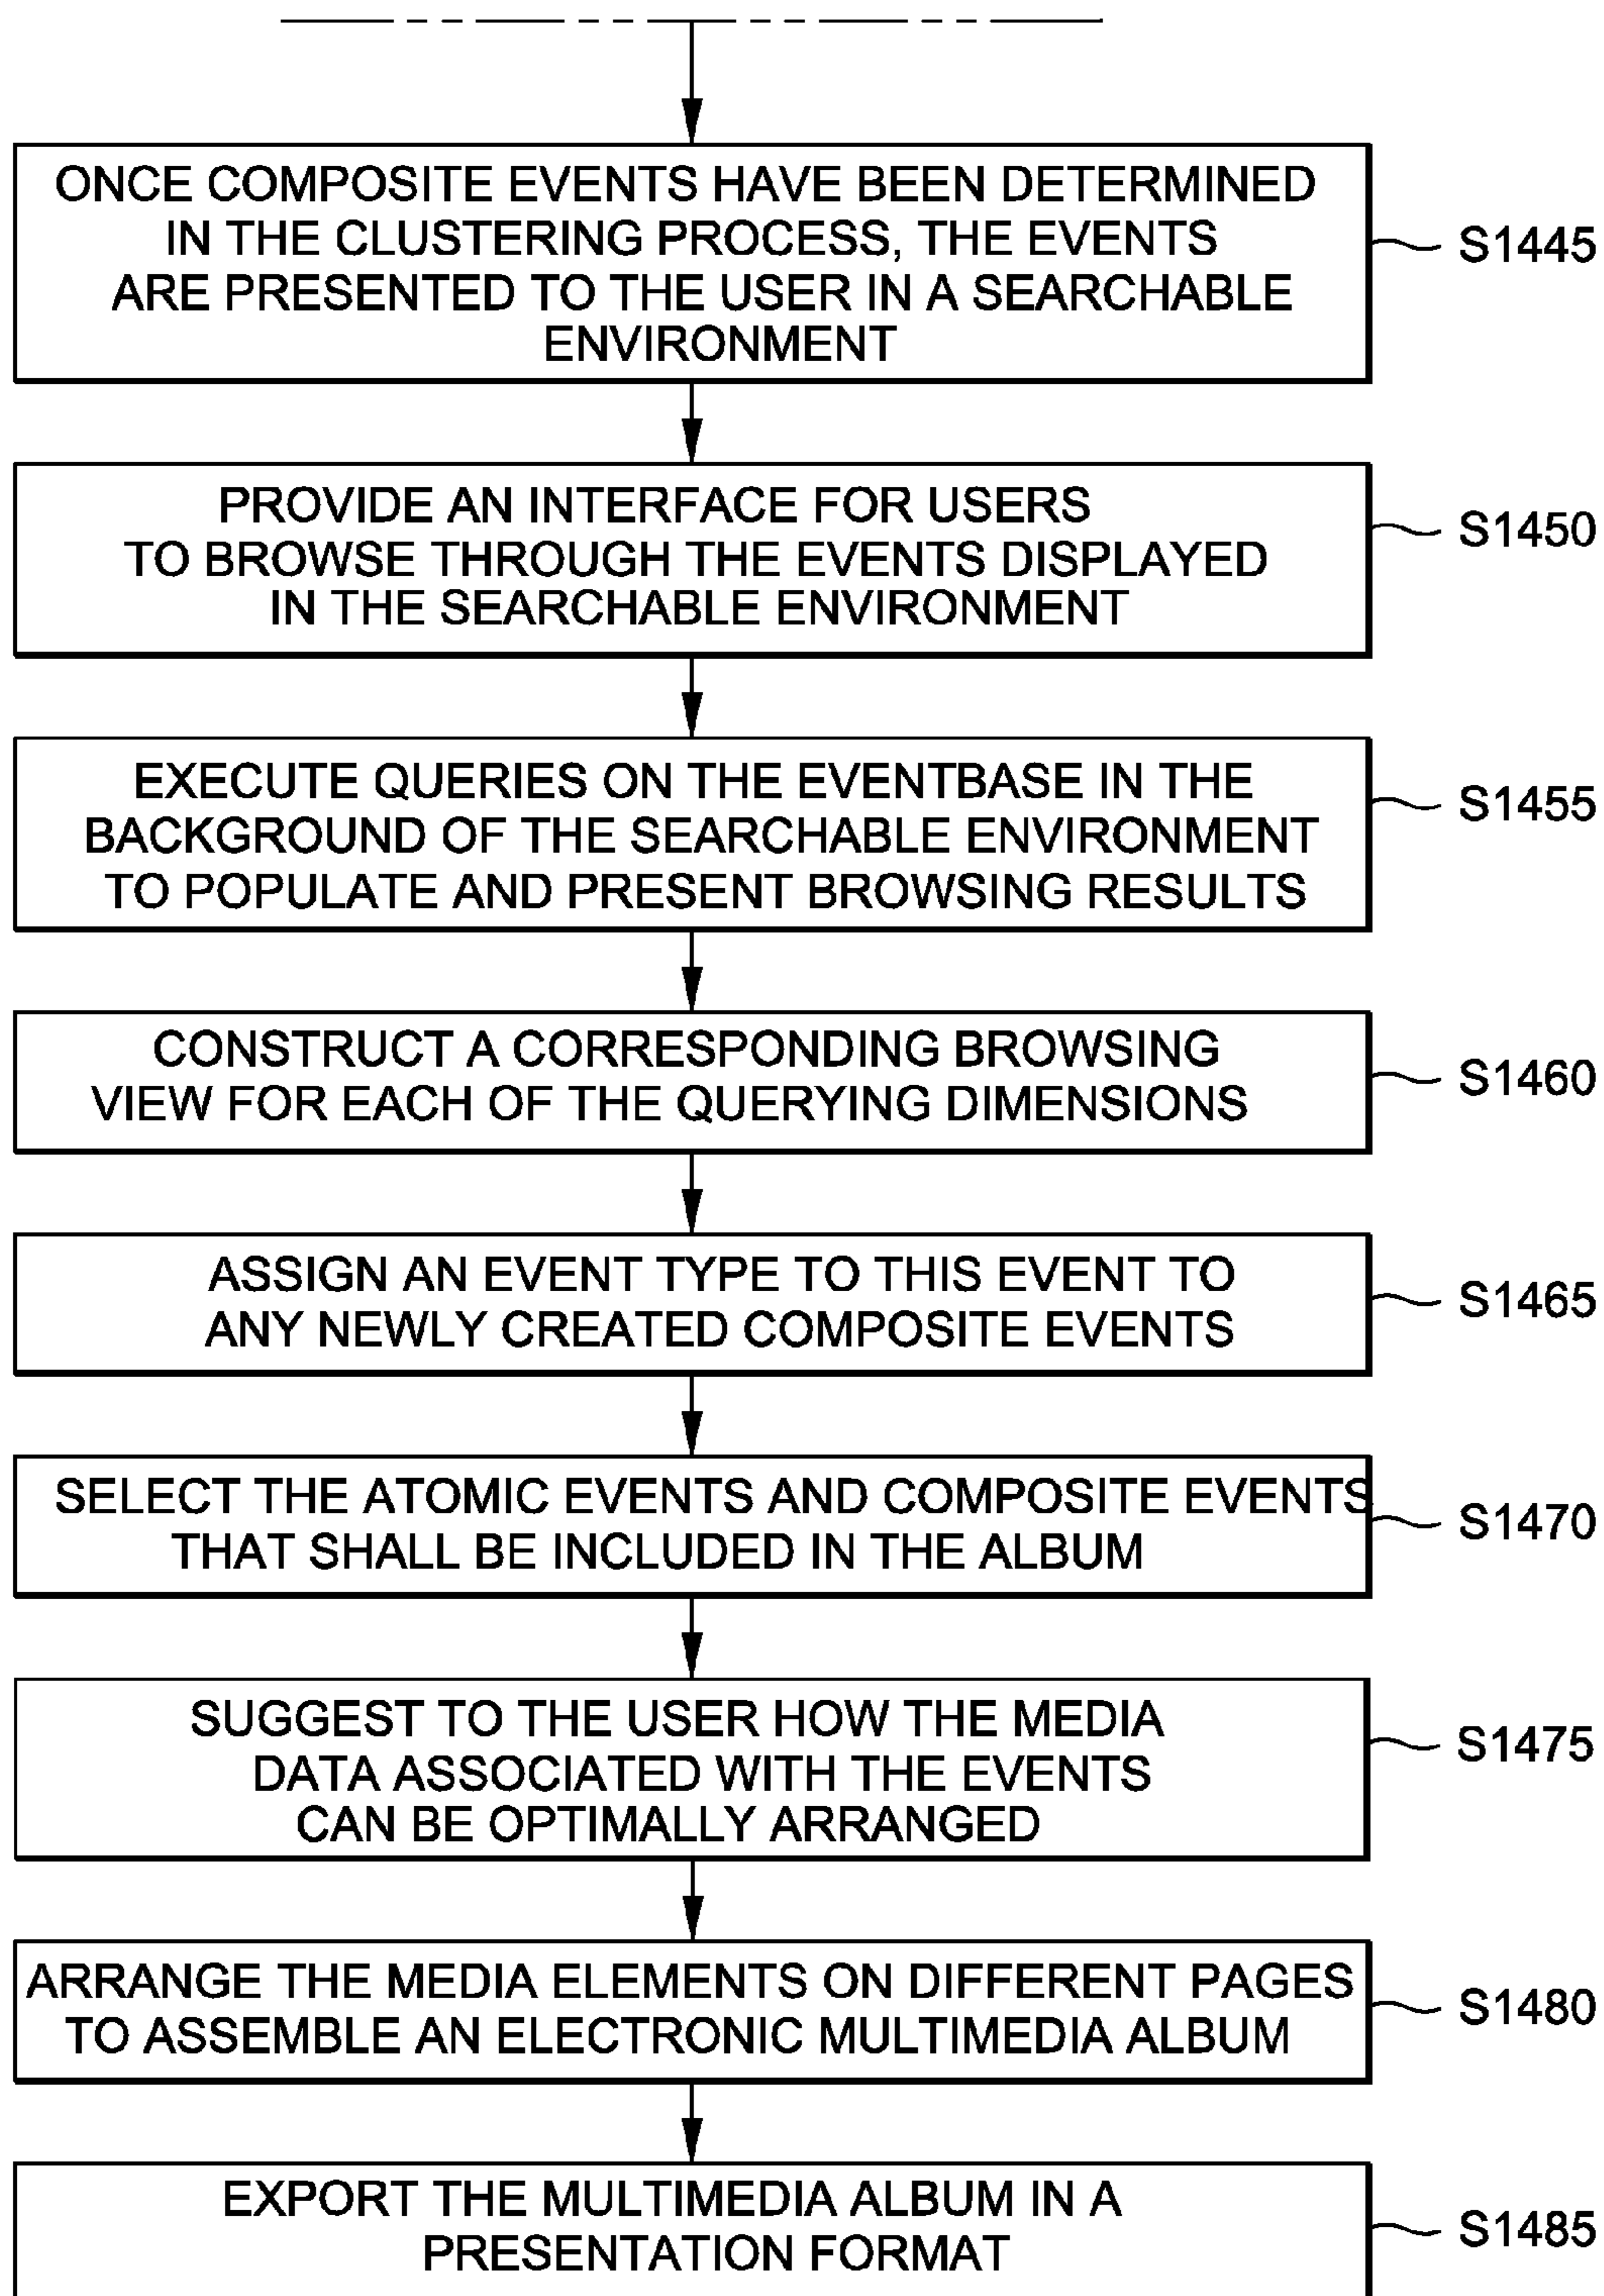 ONCE COMPOSITE EVENTS HAVE BEEN DETERMINED
IN THE CLUSTERING PROCESS, THE EVENTS
ARE PRESENTED TO THE USER IN A SEARCHABLE
ENVIRONMENT
S1445
PROVIDE AN INTERFACE FOR USERS
TO BROWSE THROUGH THE EVENTS DISPLAYED
IN THE SEARCHABLE ENVIRONMENT
S1450
EXECUTE QUERIES ON THE EVENTBASE IN THE
BACKGROUND OF THE SEARCHABLE ENVIRONMENT
TO POPULATE AND PRESENT BROWSING RESULTS
S1455
CONSTRUCT A CORRESPONDING BROWSING
VIEW FOR EACH OF THE QUERYING DIMENSIONS
S1460
ASSIGN AN EVENT TYPE TO THIS EVENT TO
ANY NEWLY CREATED COMPOSITE EVENTS
S1465
SELECT THE ATOMIC EVENTS AND COMPOSITE EVENTS
THAT SHALL BE INCLUDED IN THE ALBUM
S1470
SUGGEST TO THE USER HOW THE MEDIA
DATA ASSOCIATED WITH THE EVENTS
CAN BE OPTIMALLY ARRANGED
S1475
ARRANGE THE MEDIA ELEMENTS ON DIFFERENT PAGES
TO ASSEMBLE AN ELECTRONIC MULTIMEDIA ALBUM
S1480
EXPORT THE MULTIMEDIA ALBUM IN A
PRESENTATION FORMAT
S1485